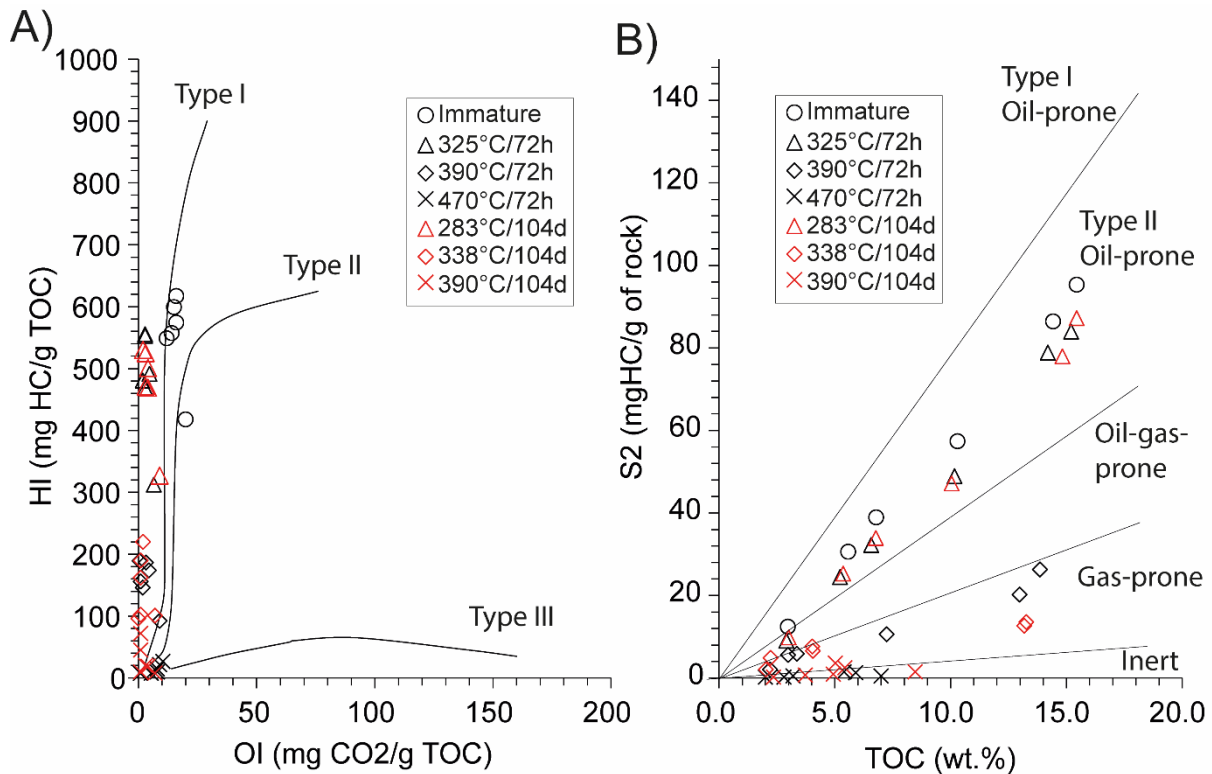 A)
HI (mg HC/g TOC)
1000
900
800
700
600
500
400
300
200
100
0
0
50
100
150
200
OI (mg CO2/g TOC)
Type I
Type II
Type III
Immature
325°C/72h
390°C/72h
470°C/72h
283°C/104d
338°C/104d
390°C/104d
B)
S2 (mgHC/g of rock)
140
120
100
80
60
40
20
0
0.0
5.0
10.0
15.0
20.0
TOC (wt.%)
Immature
325°C/72h
390°C/72h
470°C/72h
283°C/104d
338°C/104d
390°C/104d
Type I
Oil-prone
Type II
Oil-prone
Oil-gas-
prone
Gas-prone
Inert